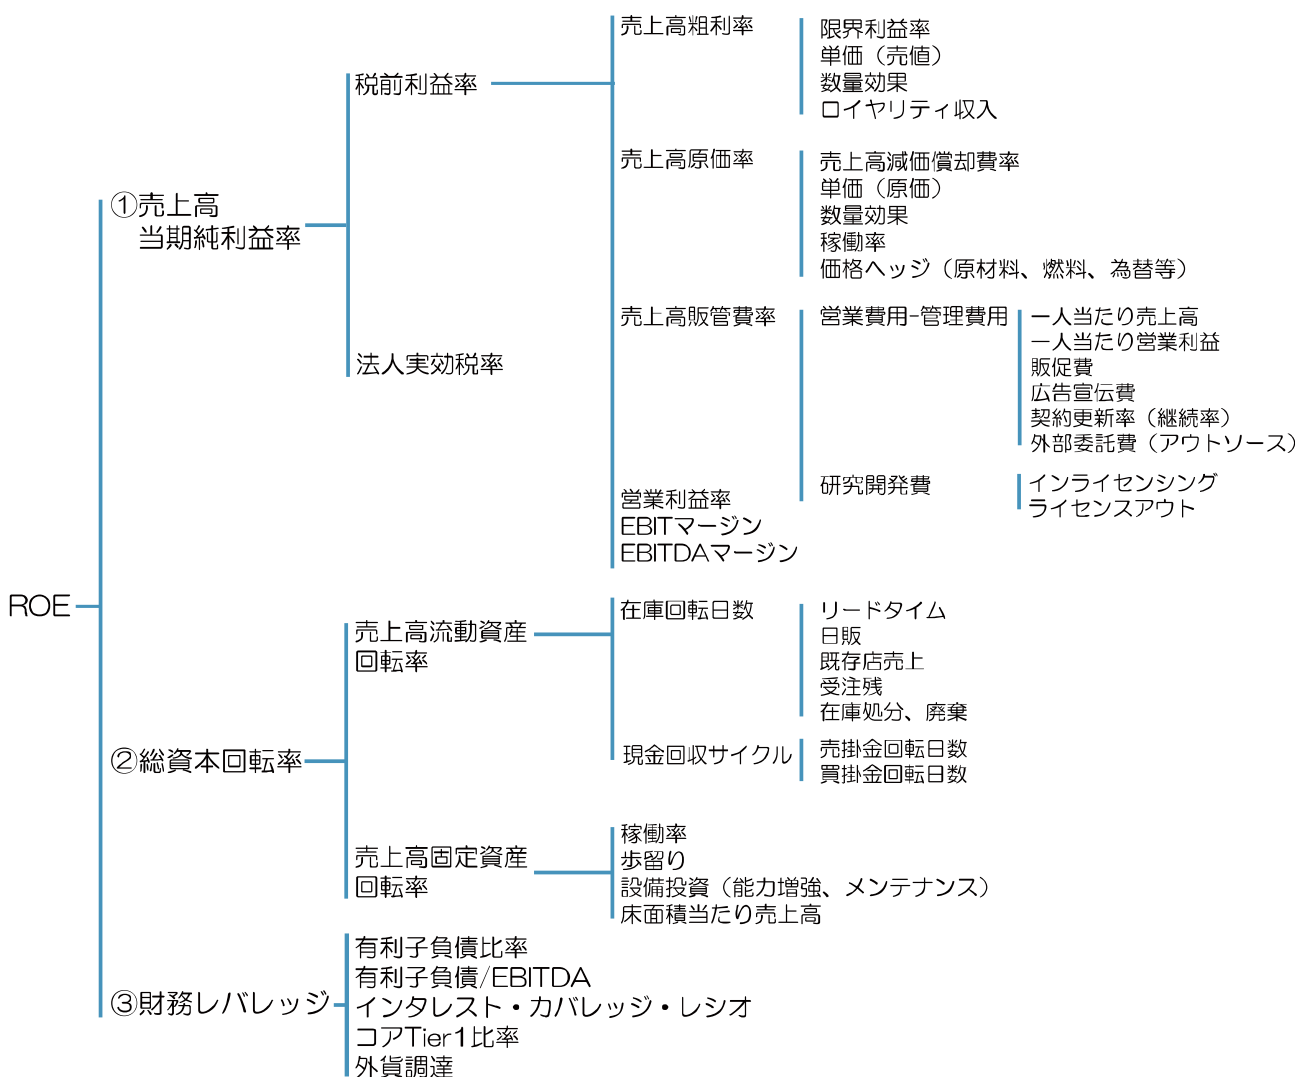 ROE
①売上高
当期純利益率
税前利益率
売上高粗利率
限界利益率
単価（売値）
数量効果
ロイヤリティ収入
売上高原価率
売上高減価償却費率
単価（原価）
数量効果
稼働率
価格ヘッジ（原材料、燃料、為替等）
売上高販管費率
営業費用-管理費用
一人当たり売上高
一人当たり営業利益
販促費
広告宣伝費
契約更新率（継続率）
外部委託費（アウトソース）
研究開発費
インライセンシング
ライセンスアウト
営業利益率
EBITマージン
EBITDAマージン
法人実効税率
②総資本回転率
売上高流動資産
回転率
在庫回転日数
リードタイム
日販
既存店売上
受注残
在庫処分、廃棄
現金回収サイクル
売掛金回転日数
買掛金回転日数
売上高固定資産
回転率
稼働率
歩留り
設備投資（能力増強、メンテナンス）
床面積当たり売上高
③財務レバレッジ
有利子負債比率
有利子負債/EBITDA
インタレスト・カバレッジ・レシオ
コアTier1比率
外貨調達